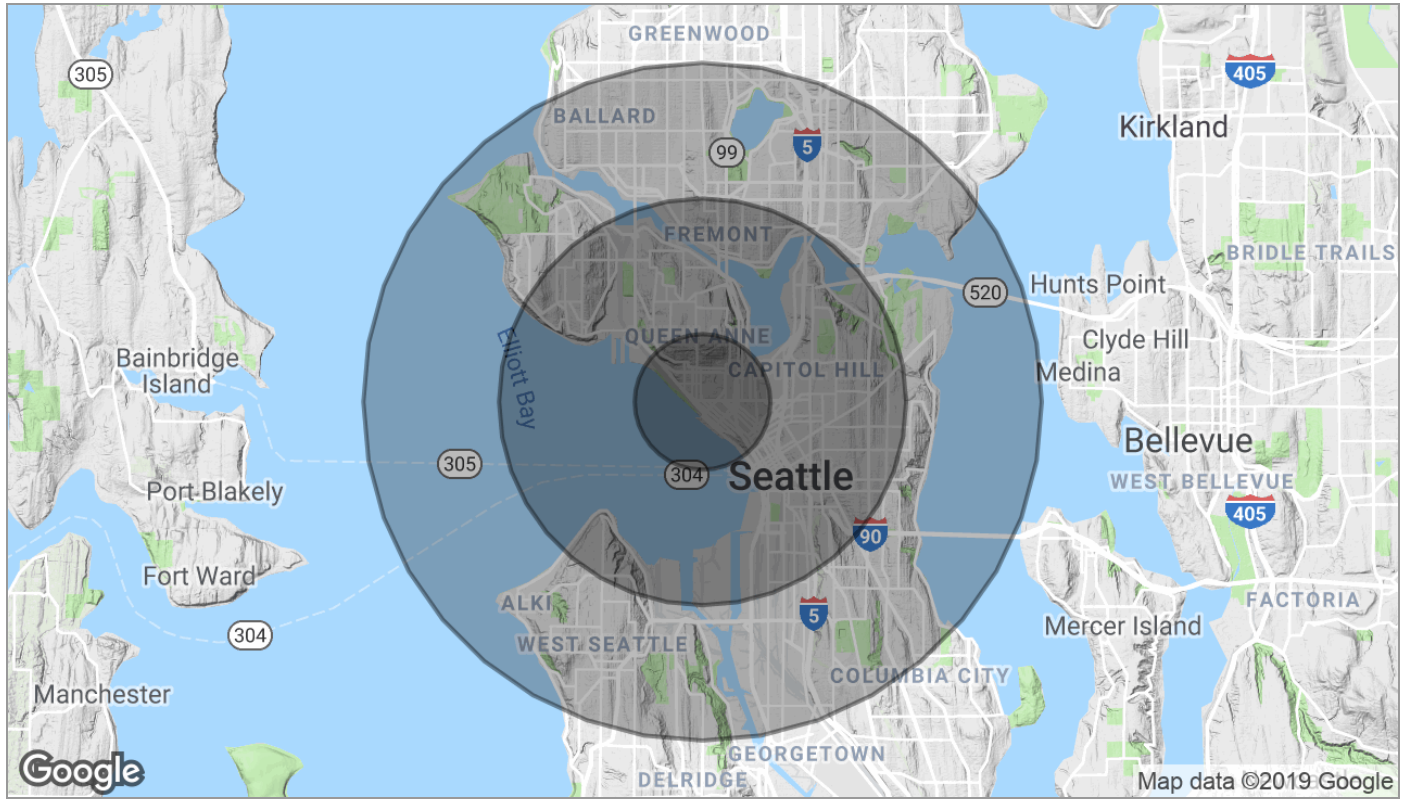 GREENWOOD
305
405
BALLARD
Kirkland
99
5
FREMONT
BRIDLE TRAILS
520
Hunts Point
QUEEN ANNE
Clyde Hill
Elliott Bay
Bainbridge
Island
CAPITOL HILL
Medina
Bellevue
305
304
Seattle
WEST BELLEVUE
Port Blakely
405
90
Fort Ward
ALKI
5
FACTORIA
304
WEST SEATTLE
Mercer Island
COLUMBIA CITY
Manchester
GEORGETOWN
Google
DELRIDGE
Map data ©2019 Google